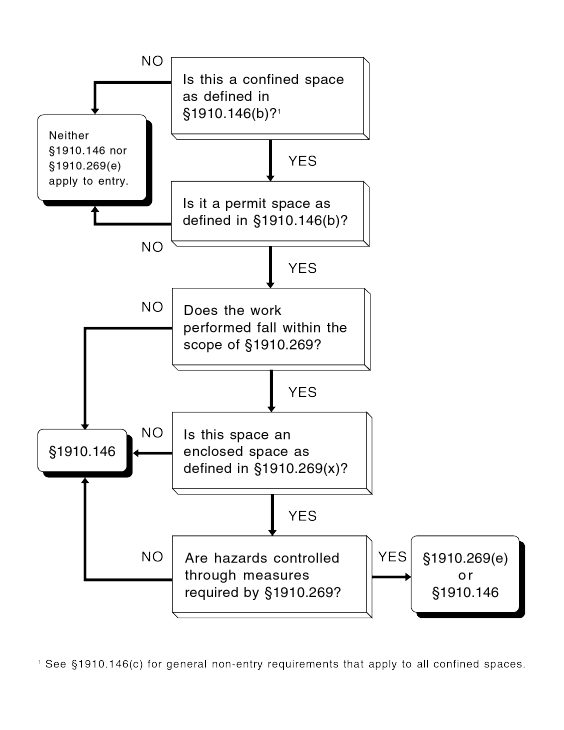 NO
Is this a confined space
as defined in
§1910.146(b)?¹
Neither
§1910.146 nor
§1910.269(e)
apply to entry.
YES
Is it a permit space as
defined in §1910.146(b)?
NO
YES
NO
Does the work
performed fall within the
scope of §1910.269?
YES
NO
Is this space an
enclosed space as
defined in §1910.269(x)?
§1910.146
YES
NO
Are hazards controlled
through measures
required by §1910.269?
YES
§1910.269(e)
or
§1910.146
¹ See §1910.146(c) for general non-entry requirements that apply to all confined spaces.